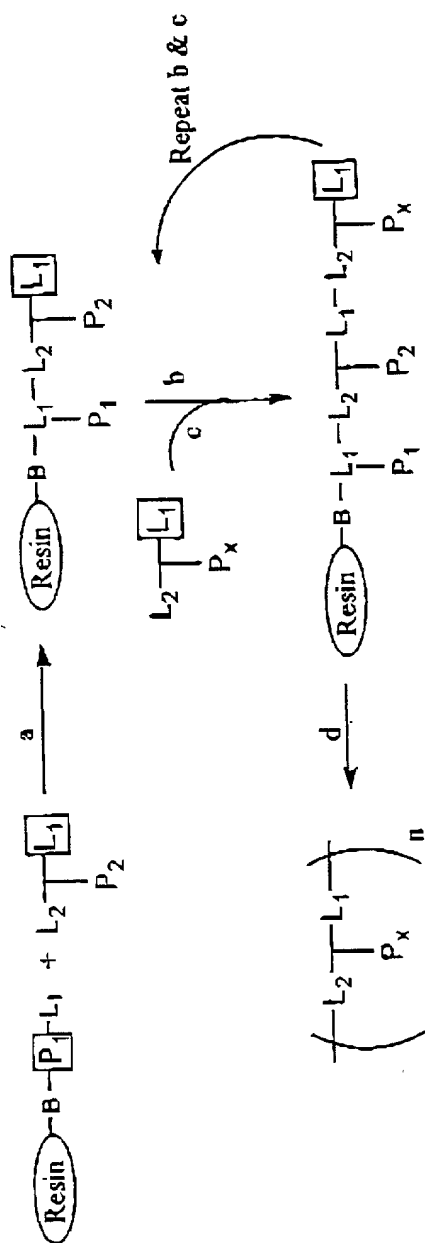 Resin –B– P1 –L1 + L2 L1
P2
a
Resin –B –L1 – L2 L1
P1 P2
Repeat b & c
b
c
L2 L1
Px
Resin –B –L1 – L2 L1 – L2 L1
P1 P2 Px
d
L2 L1
Px
n